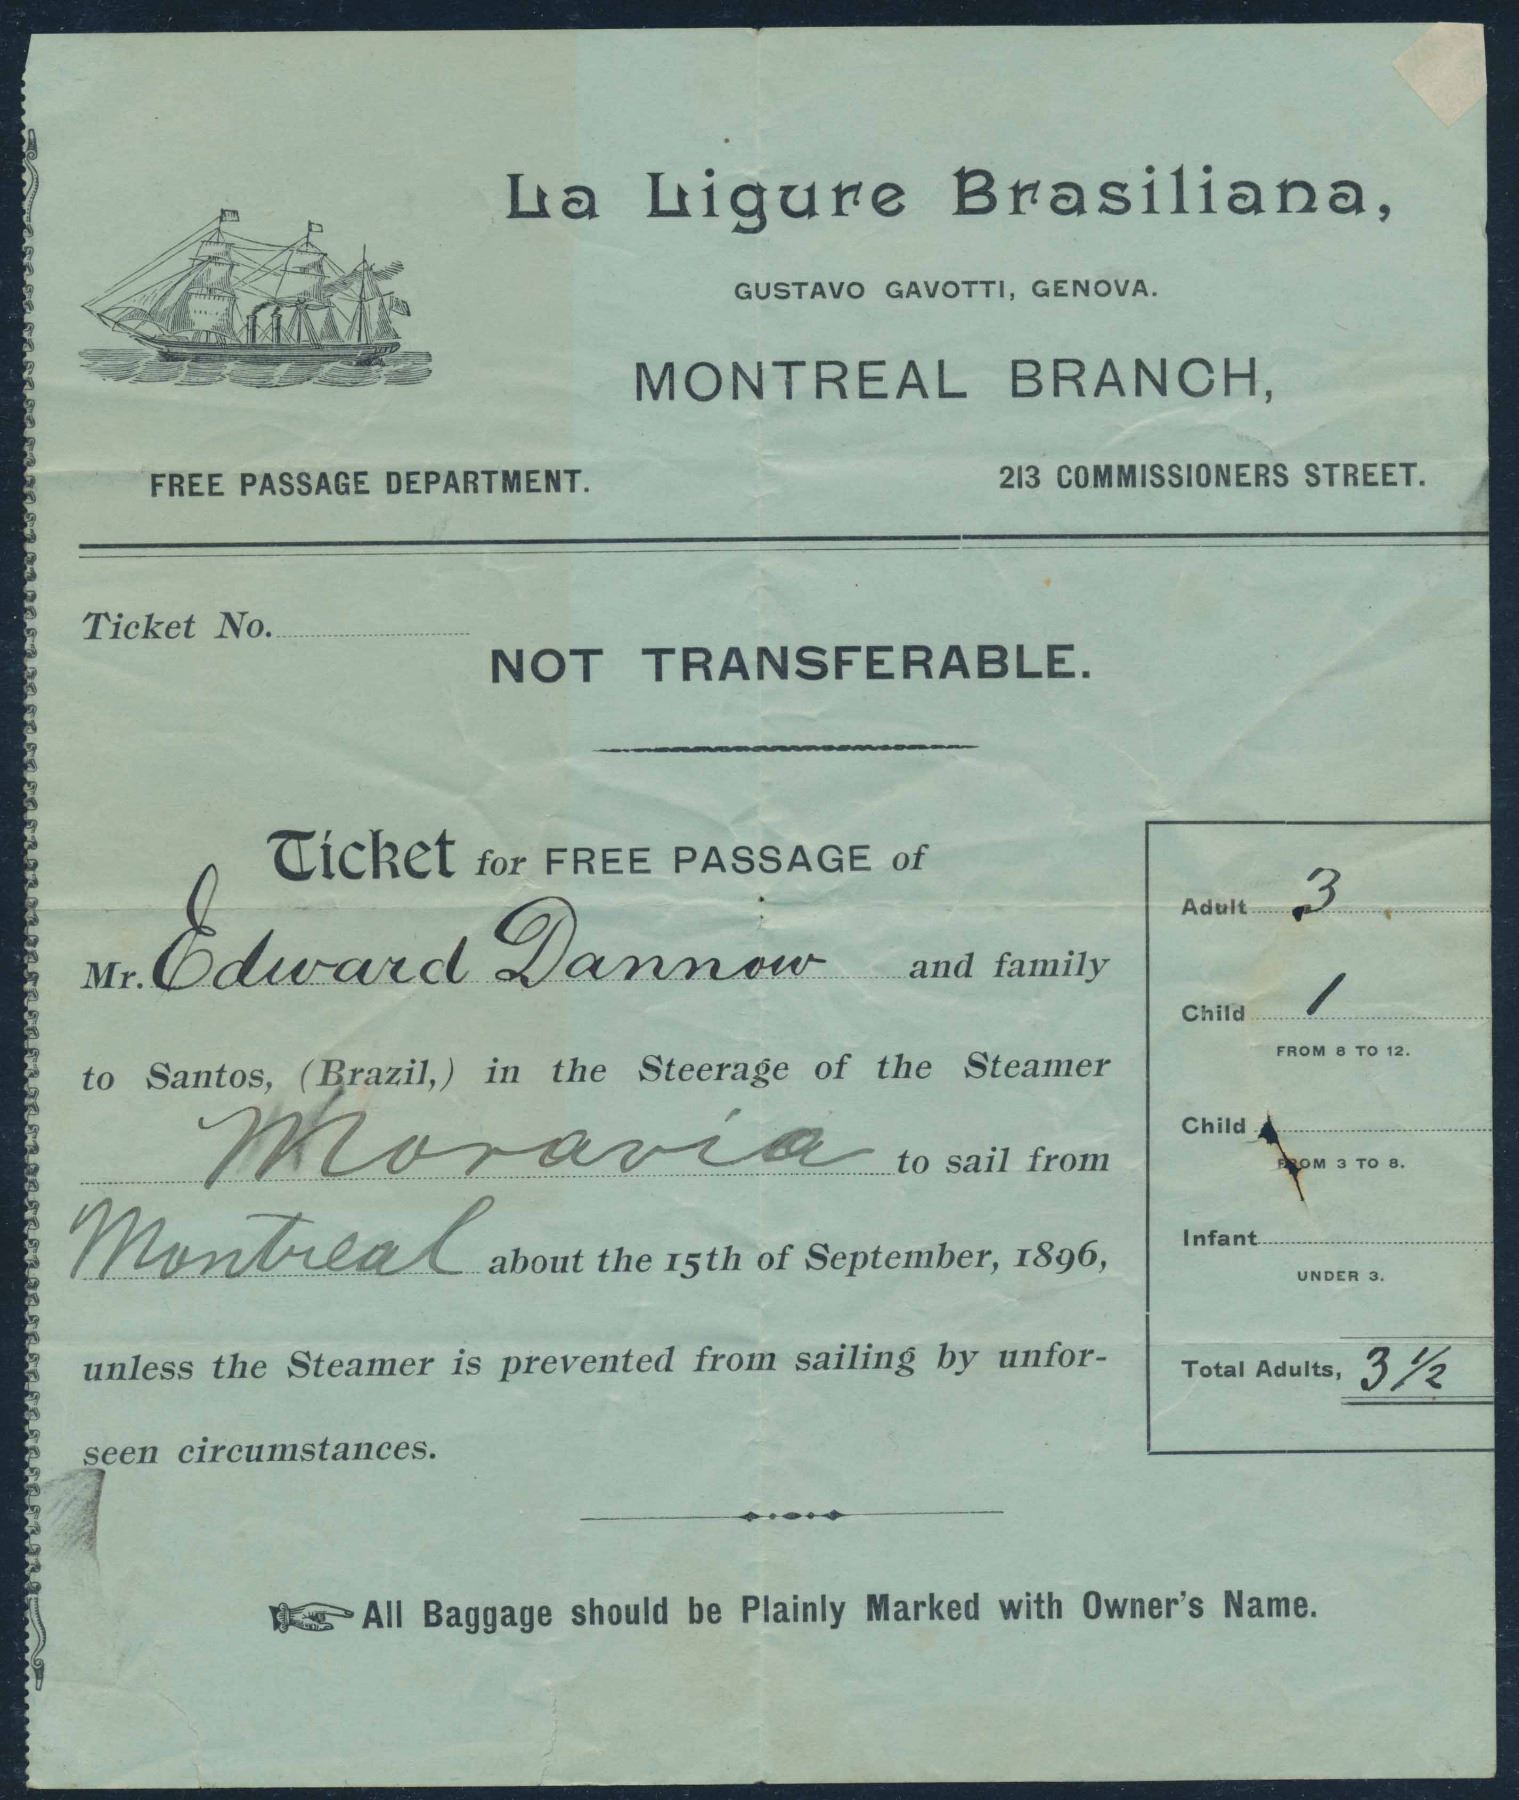 La Ligure Brasiliana,
GUSTAVO GAVOTTI, GENOVA.
MONTREAL BRANCH,
FREE PASSAGE DEPARTMENT.
213 COMMISSIONERS STREET.
Ticket No.
NOT TRANSFERABLE.
Ticket for FREE PASSAGE of
Mr. Edward Dannow and family
to Santos, (Brazil,) in the Steerage of the Steamer
Moravia to sail from
Montreal about the 15th of September, 1896,
unless the Steamer is prevented from sailing by unfor-
seen circumstances.
Adult 3
Child 1
FROM 8 TO 12.
Child
FROM 3 TO 8.
Infant
UNDER 3.
Total Adults, 3 1/2
All Baggage should be Plainly Marked with Owner's Name.